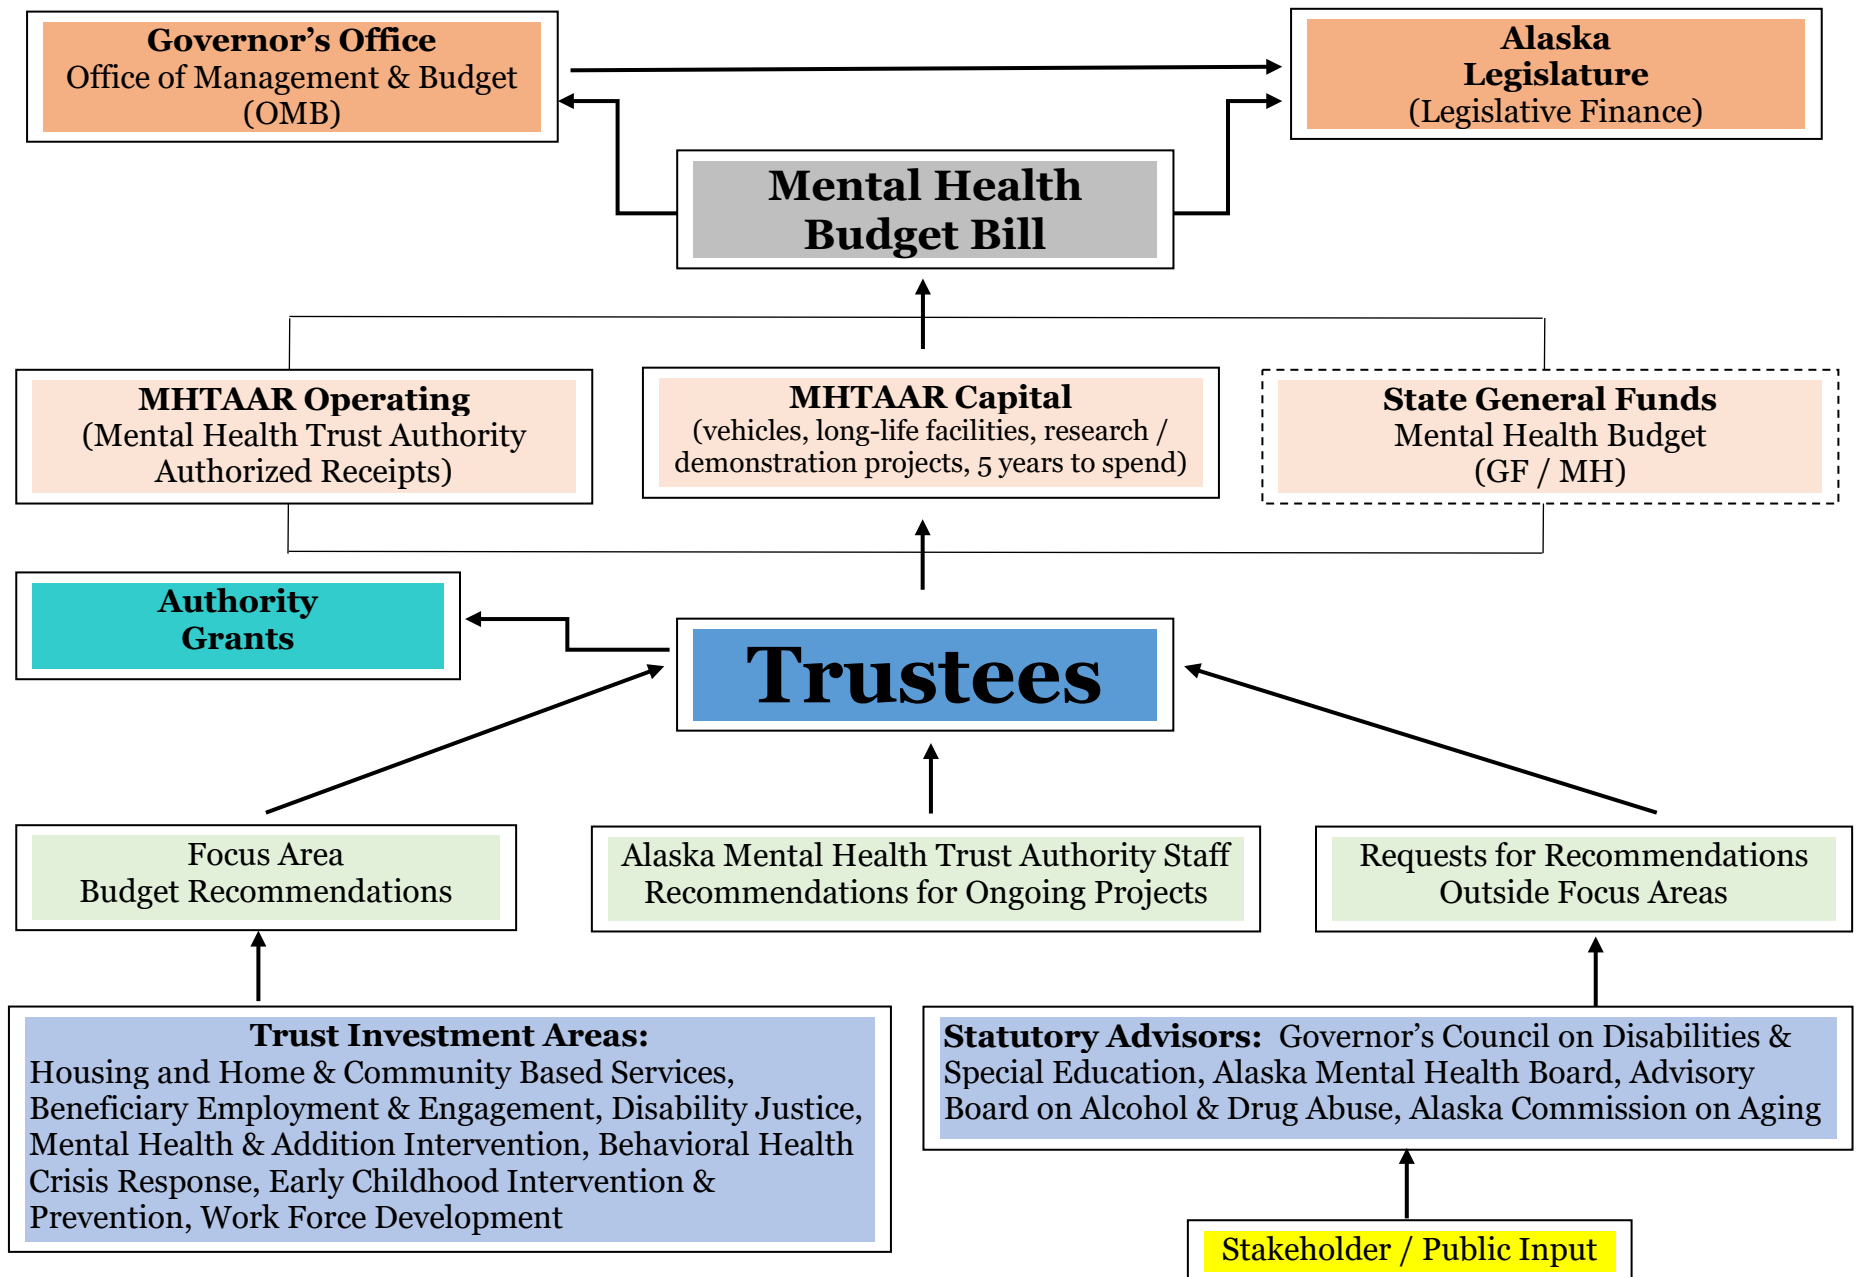 Governor’s Office
Office of Management & Budget
(OMB)
Alaska
Legislature
(Legislative Finance)
Mental Health
Budget Bill
MHTAAR Operating
(Mental Health Trust Authority
Authorized Receipts)
MHTAAR Capital
(vehicles, long-life facilities, research /
demonstration projects, 5 years to spend)
State General Funds
Mental Health Budget
(GF / MH)
Authority
Grants
Trustees
Focus Area
Budget Recommendations
Alaska Mental Health Trust Authority Staff
Recommendations for Ongoing Projects
Requests for Recommendations
Outside Focus Areas
Trust Investment Areas:
Housing and Home & Community Based Services,
Beneficiary Employment & Engagement, Disability Justice,
Mental Health & Addition Intervention, Behavioral Health
Crisis Response, Early Childhood Intervention &
Prevention, Work Force Development
Statutory Advisors: Governor’s Council on Disabilities &
Special Education, Alaska Mental Health Board, Advisory
Board on Alcohol & Drug Abuse, Alaska Commission on Aging
Stakeholder / Public Input